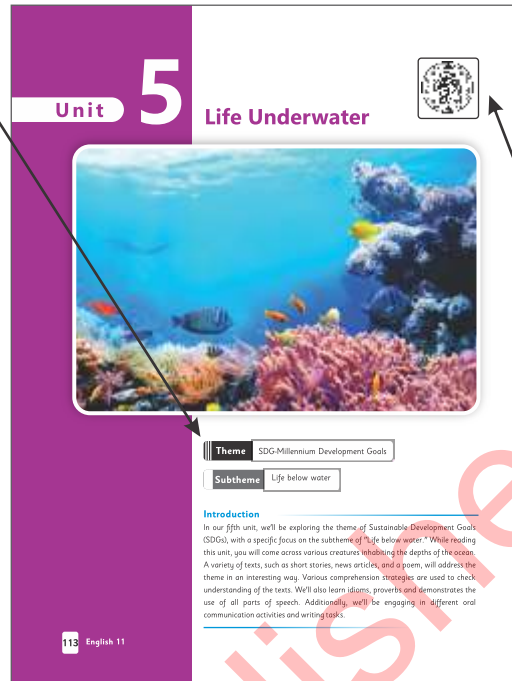 Unit 5
Life Underwater
Theme
SDG-Millennium Development Goals
Subtheme
Life below water
Introduction
In our fifth unit, we'll be exploring the theme of Sustainable Development Goals
(SDGs), with a specific focus on the subtheme of "Life below water." While reading
this unit, you will come across various creatures inhabiting the depths of the ocean.
A variety of texts, such as short stories, news articles, and a poem, will address the
theme in an interesting way. Various comprehension strategies are used to check
understanding of the texts. We'll also learn idioms, proverbs and demonstrates the
use of all parts of speech. Additionally, we'll be engaging in different oral
communication activities and writing tasks.
113 English 11